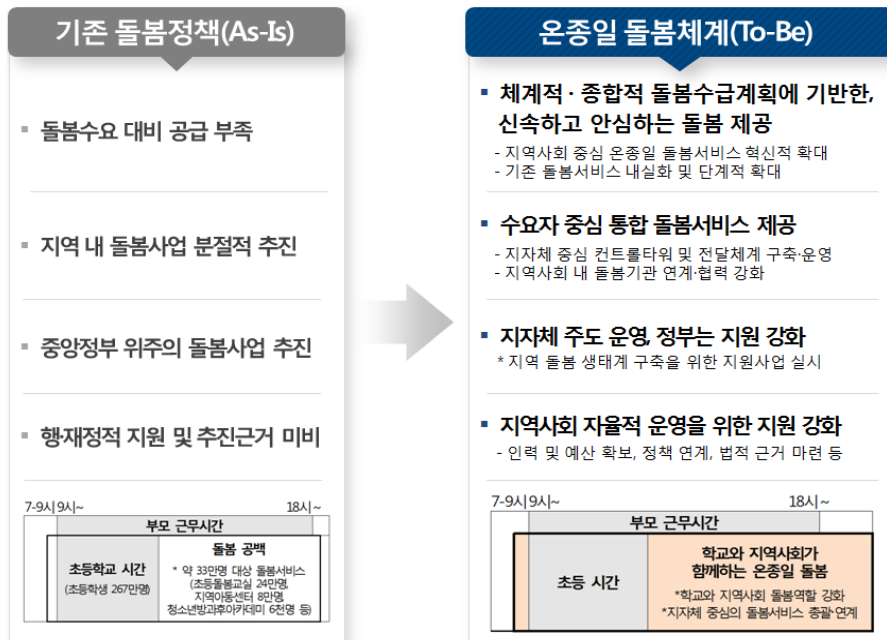 기존 돌봄정책(As-Is)
▪ 돌봄수요 대비 공급 부족
▪ 지역 내 돌봄사업 분절적 추진
▪ 중앙정부 위주의 돌봄사업 추진
▪ 행·재정적 지원 및 추진근거 미비
7-9시 9시~ 18시~
부모 근무시간
초등학교 시간
(초등학생 267만명)
돌봄 공백
* 약 33만명 대상 돌봄서비스
(초등돌봄교실 24만명,
지역아동센터 8만명
청소년방과후아카데미 6천명 등)
온종일 돌봄체계(To-Be)
▪ 체계적 · 종합적 돌봄수급계획에 기반한,
신속하고 안심하는 돌봄 제공
- 지역사회 중심 온종일 돌봄서비스 혁신적 확대
- 기존 돌봄서비스 내실화 및 단계적 확대
▪ 수요자 중심 통합 돌봄서비스 제공
- 지자체 중심 컨트롤타워 및 전달체계 구축·운영
- 지역사회 내 돌봄기관 연계·협력 강화
▪ 지자체 주도 운영, 정부는 지원 강화
* 지역 돌봄 생태계 구축을 위한 지원사업 실시
▪ 지역사회 자율적 운영을 위한 지원 강화
- 인력 및 예산 확보, 정책 연계, 법적 근거 마련 등
7-9시 9시~ 18시~
부모 근무시간
초등 시간
학교와 지역사회가
함께하는 온종일 돌봄
*학교와 지역사회 돌봄역할 강화
*지자체 중심의 돌봄서비스 총괄·연계